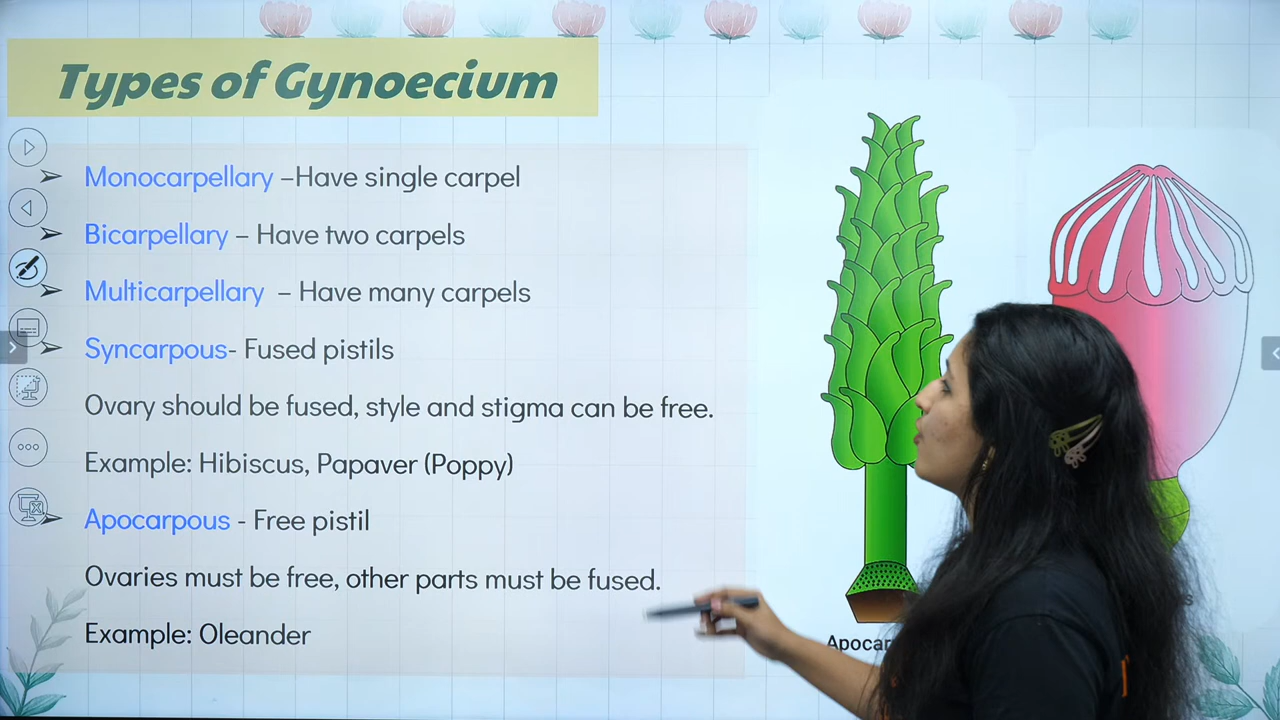 Types of Gynoecium
Monocarpellary –Have single carpel
Bicarpellary – Have two carpels
Multicarpellary – Have many carpels
Syncarpous- Fused pistils
Ovary should be fused, style and stigma can be free.
Example: Hibiscus, Papaver (Poppy)
Apocarpous - Free pistil
Ovaries must be free, other parts must be fused.
Example: Oleander